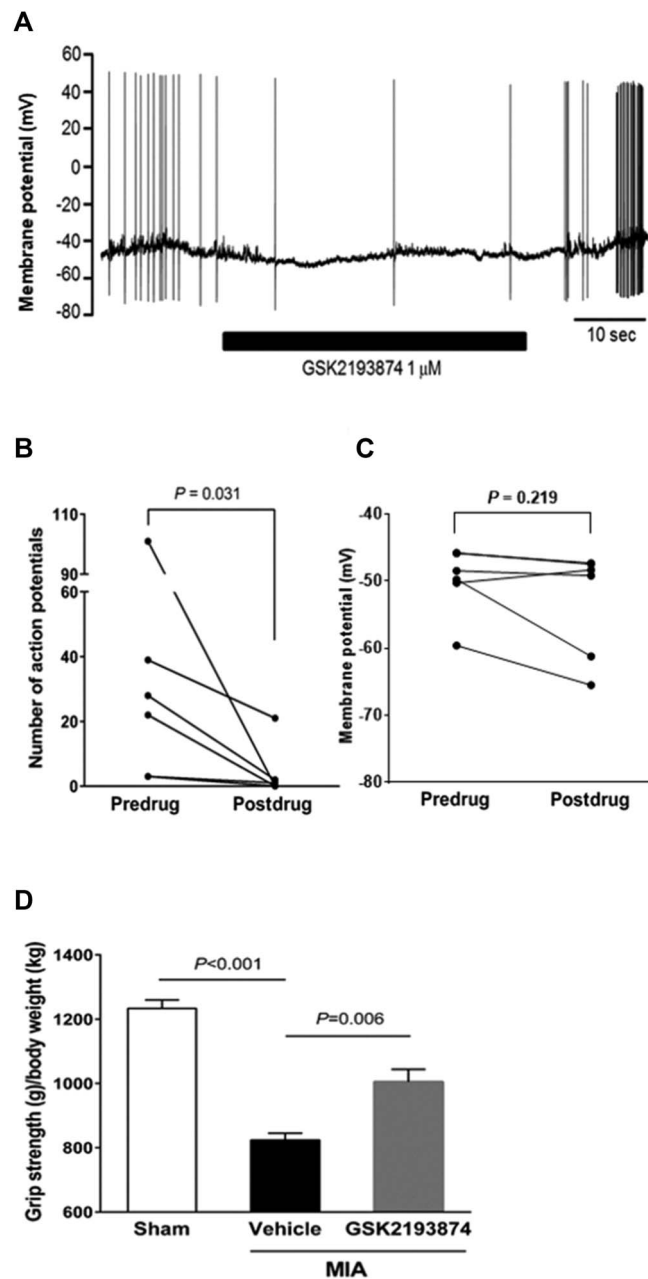 A
Membrane potential (mV)
60
40
20
0
-20
-40
-60
-80
10 sec
GSK2193874 1 μM
B
P = 0.031
Number of action potentials
110
90
60
40
20
0
Predrug
Postdrug
C
P = 0.219
Membrane potential (mV)
-40
-50
-60
-70
-80
Predrug
Postdrug
D
Grip strength (g)/body weight (kg)
1400
1200
1000
800
600
P<0.001
P=0.006
Sham
Vehicle
GSK2193874
MIA